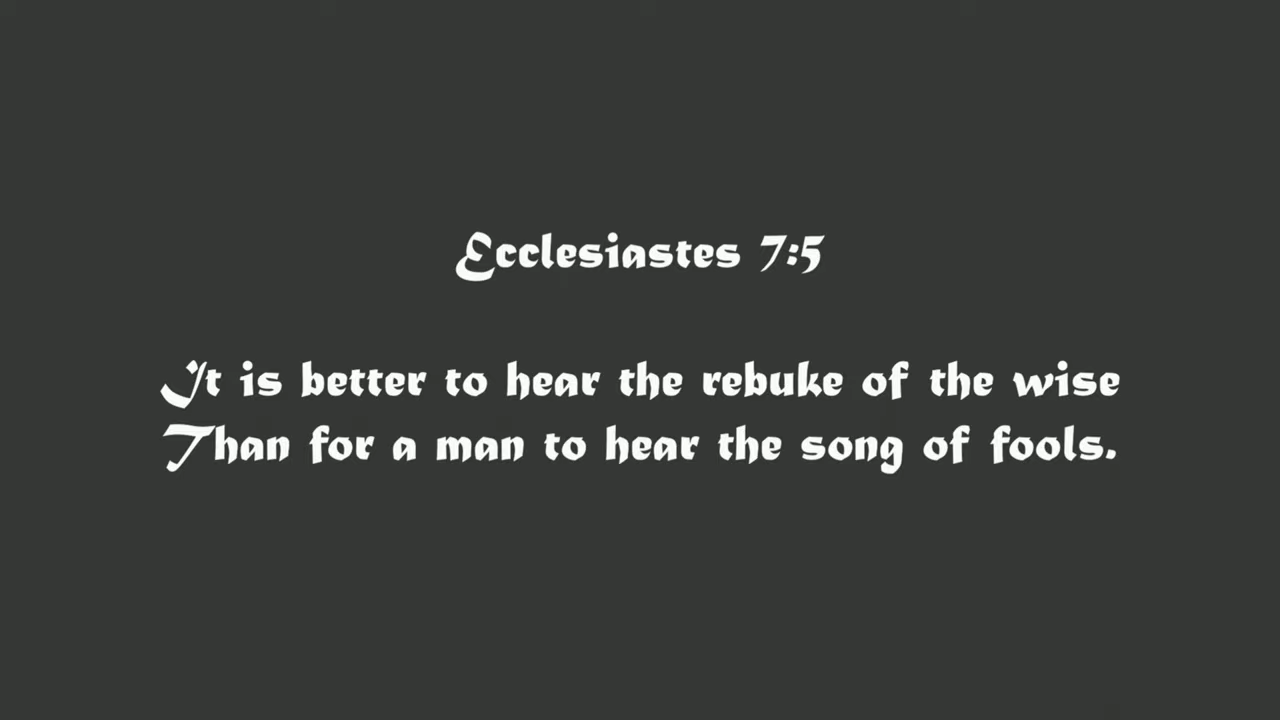 Ecclesiastes 7:5
It is better to hear the rebuke of the wise
Than for a man to hear the song of fools.